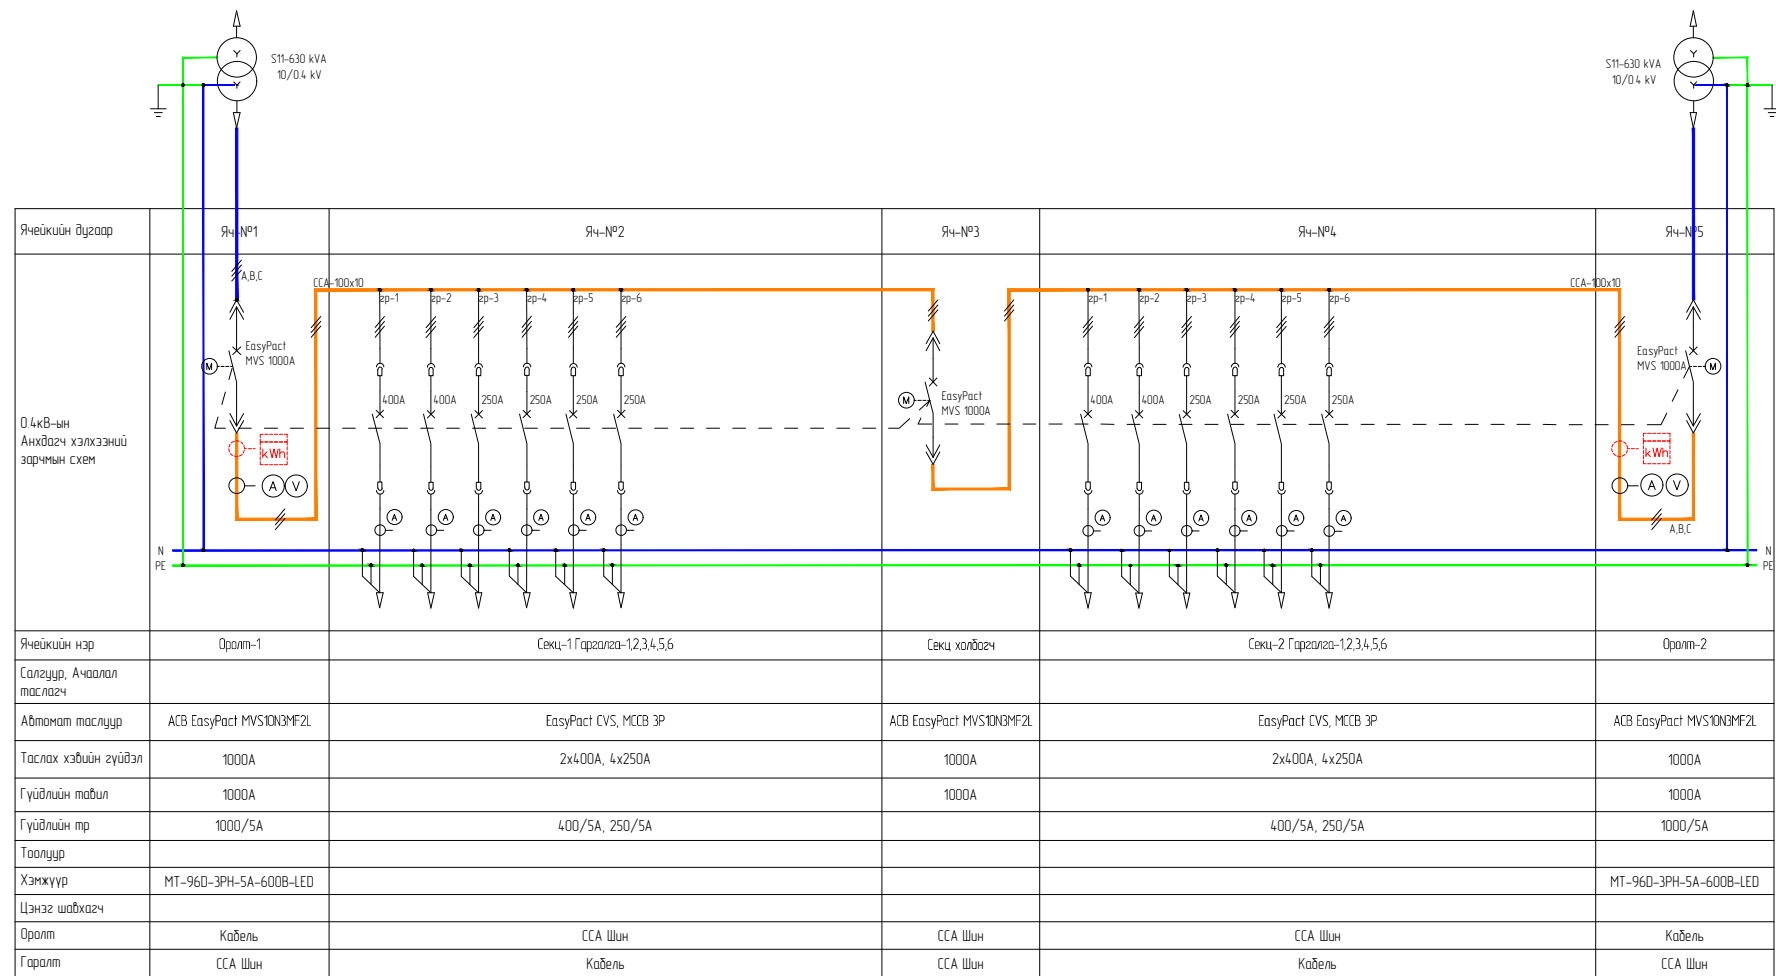 S11-630 kVA
10/0.4 kV
S11-630 kVA
10/0.4 kV
Ячейкийн дугаар
Яч-№1
Яч-№2
Яч-№3
Яч-№4
Яч-№5
A,B,C
CCA-100x10
гр-1
гр-2
гр-3
гр-4
гр-5
гр-6
гр-1
гр-2
гр-3
гр-4
гр-5
гр-6
CCA-100x10
EasyPact
MVS 1000A
M
EasyPact
MVS 1000A
M
EasyPact
MVS 1000A
M
400A
400A
250A
250A
250A
250A
400A
400A
250A
250A
250A
250A
0.4кВ-ын
Анхдагч хэлхээний
зарчмын схем
kWh
A V
kWh
A V
A
A
A
A
A
A
A
A
A
A
A
A
A,B,C
N
PE
N
PE
Ячейкийн нэр
Оролт-1
Секц-1 Гаргалга-1,2,3,4,5,6
Секц холбогч
Секц-2 Гаргалга-1,2,3,4,5,6
Оролт-2
Салгуур, Ачаалал
таслагч
Автомат таслуур
ACB EasyPact MVS10N3MF2L
EasyPact CVS, MCCB 3P
ACB EasyPact MVS10N3MF2L
EasyPact CVS, MCCB 3P
ACB EasyPact MVS10N3MF2L
Таслах хэвийн гүйдэл
1000A
2x400A, 4x250A
1000A
2x400A, 4x250A
1000A
Гүйдлийн тавил
1000A
1000A
1000A
Гүйдлийн тр
1000/5A
400/5A, 250/5A
400/5A, 250/5A
1000/5A
Тоолуур
Хэмжүүр
MT-96D-3PH-5A-600B-LED
MT-96D-3PH-5A-600B-LED
Цэнэг шавхагч
Оролт
Кабель
ССА Шин
ССА Шин
ССА Шин
Кабель
Гаралт
ССА Шин
Кабель
ССА Шин
Кабель
ССА Шин